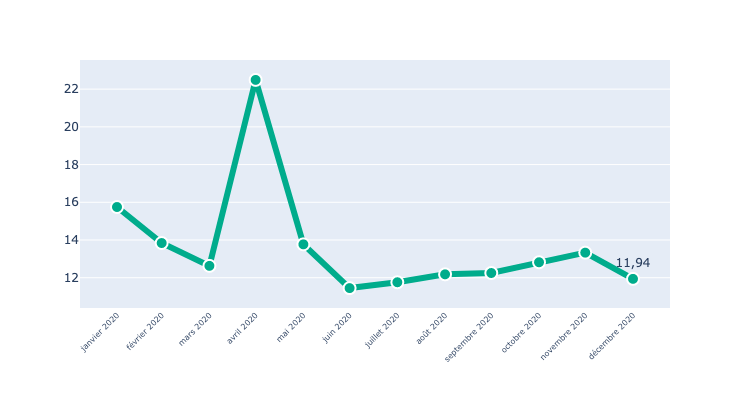 22
20
18
16
14
12
11,94
janvier 2020
février 2020
mars 2020
avril 2020
mai 2020
juin 2020
juillet 2020
août 2020
septembre 2020
octobre 2020
novembre 2020
décembre 2020